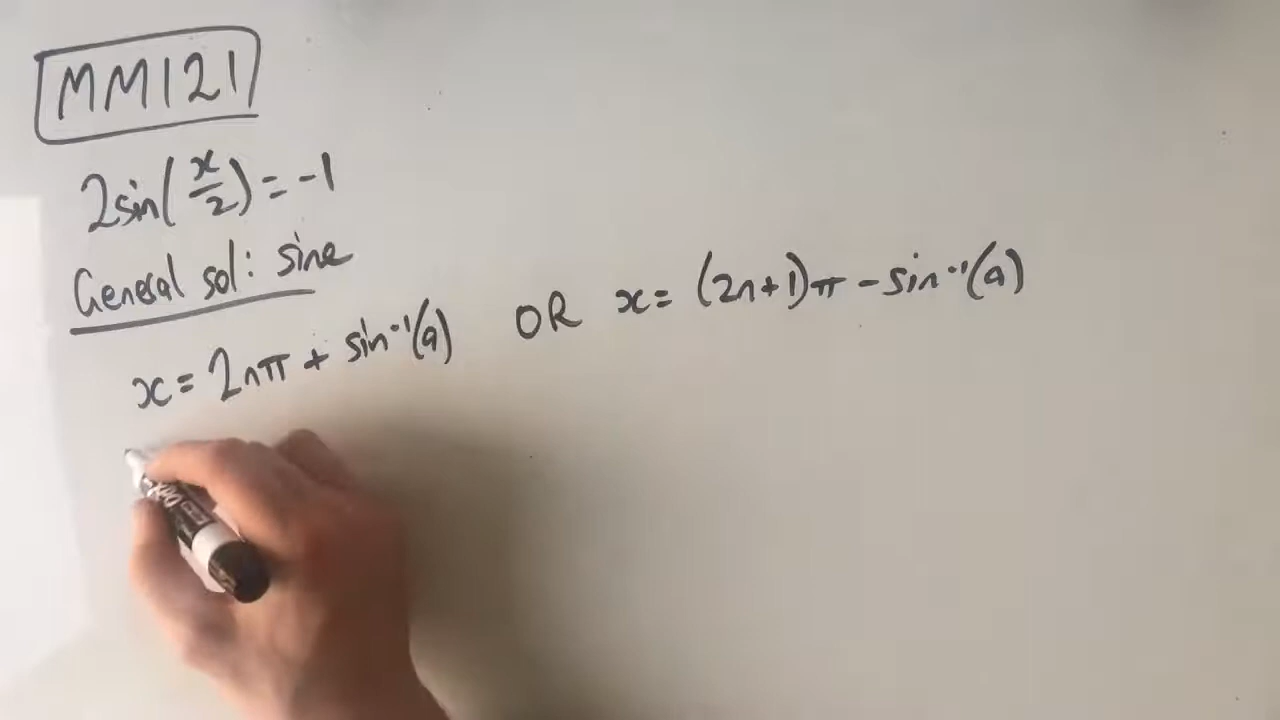 MM121
2sin(x/2) = -1
General sol: sine
x = 2nπ + sin⁻¹(a) OR x = (2n+1)π - sin⁻¹(a)